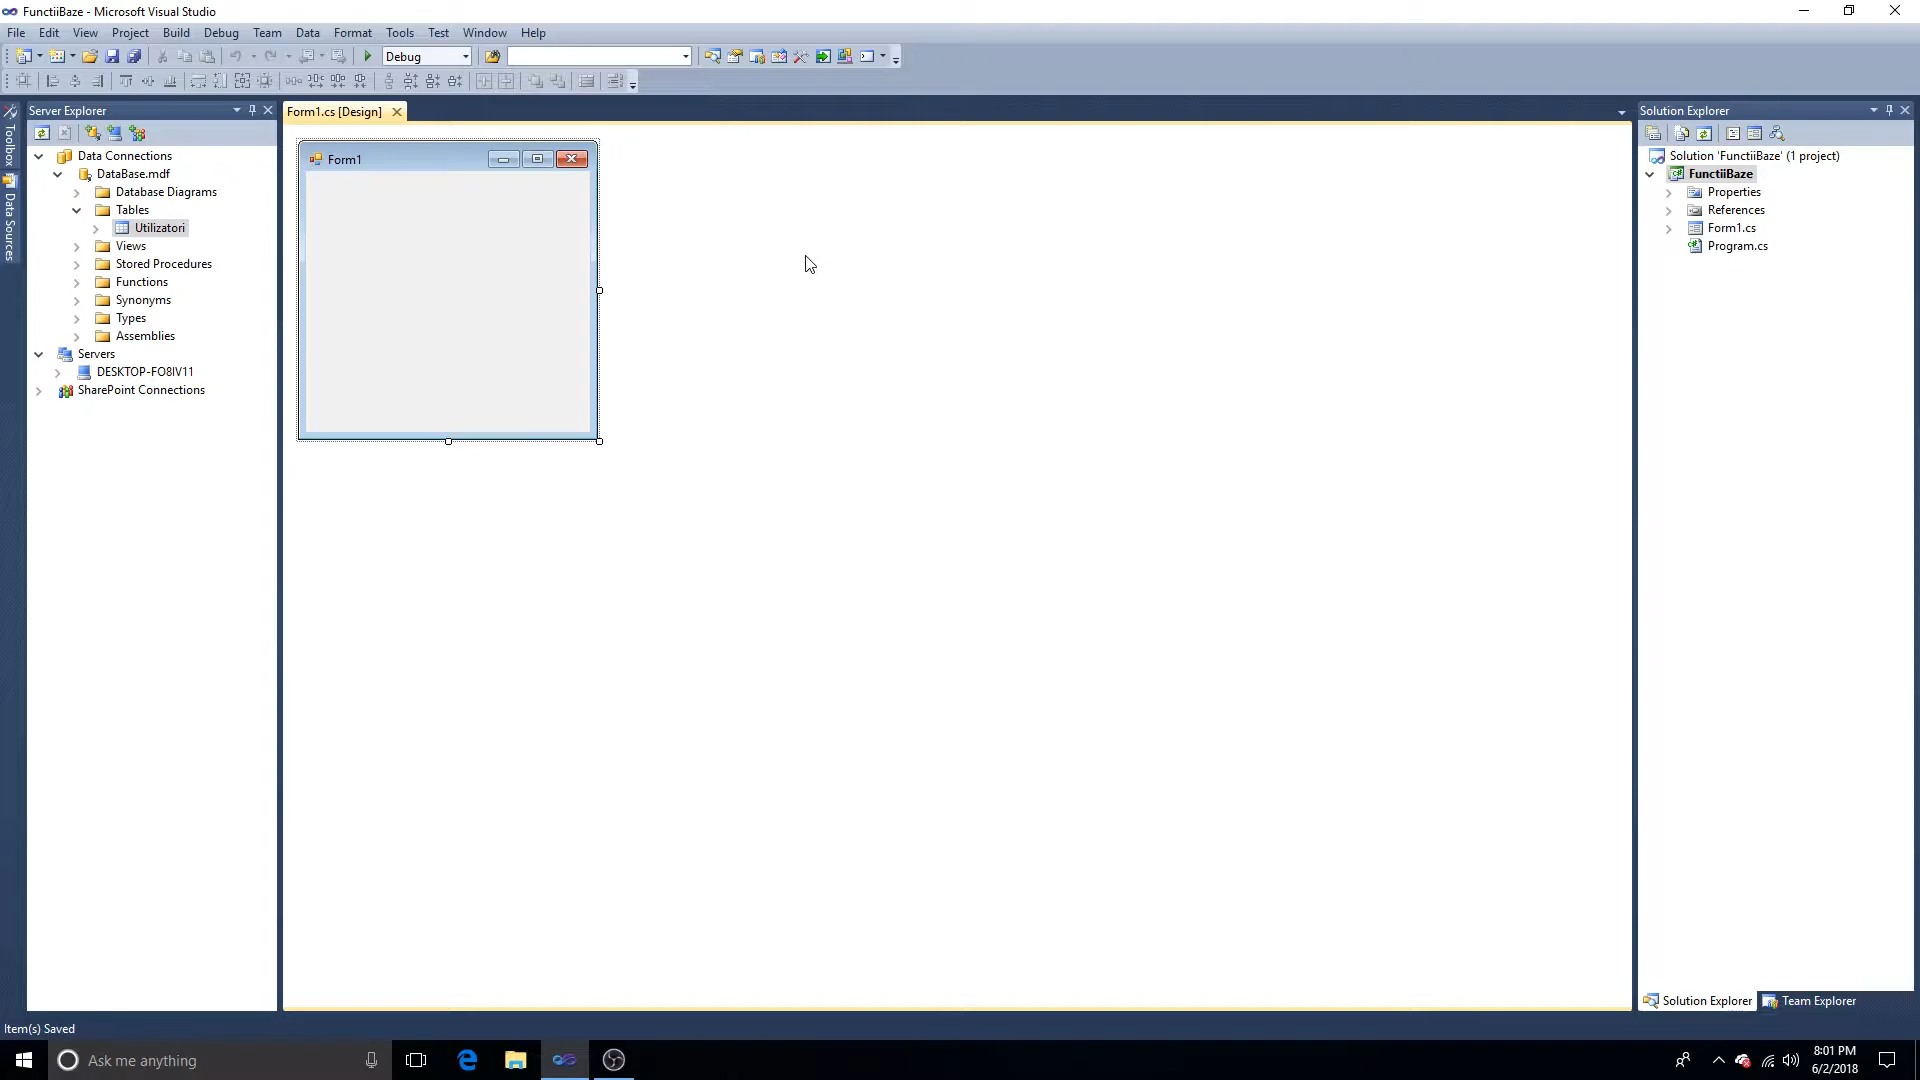 FunctiiBaze - Microsoft Visual Studio
File Edit View Project Build Debug Team Data Format Tools Test Window Help
Debug
Server Explorer
Form1.cs [Design]
Solution Explorer
Toolbox
Data Sources
Data Connections
DataBase.mdf
Database Diagrams
Tables
Utilizatori
Views
Stored Procedures
Functions
Synonyms
Types
Assemblies
Servers
DESKTOP-FO8IV11
SharePoint Connections
Form1
Solution 'FunctiiBaze' (1 project)
FunctiiBaze
Properties
References
Form1.cs
Program.cs
Solution Explorer
Team Explorer
Item(s) Saved
Ask me anything
8:01 PM
6/2/2018